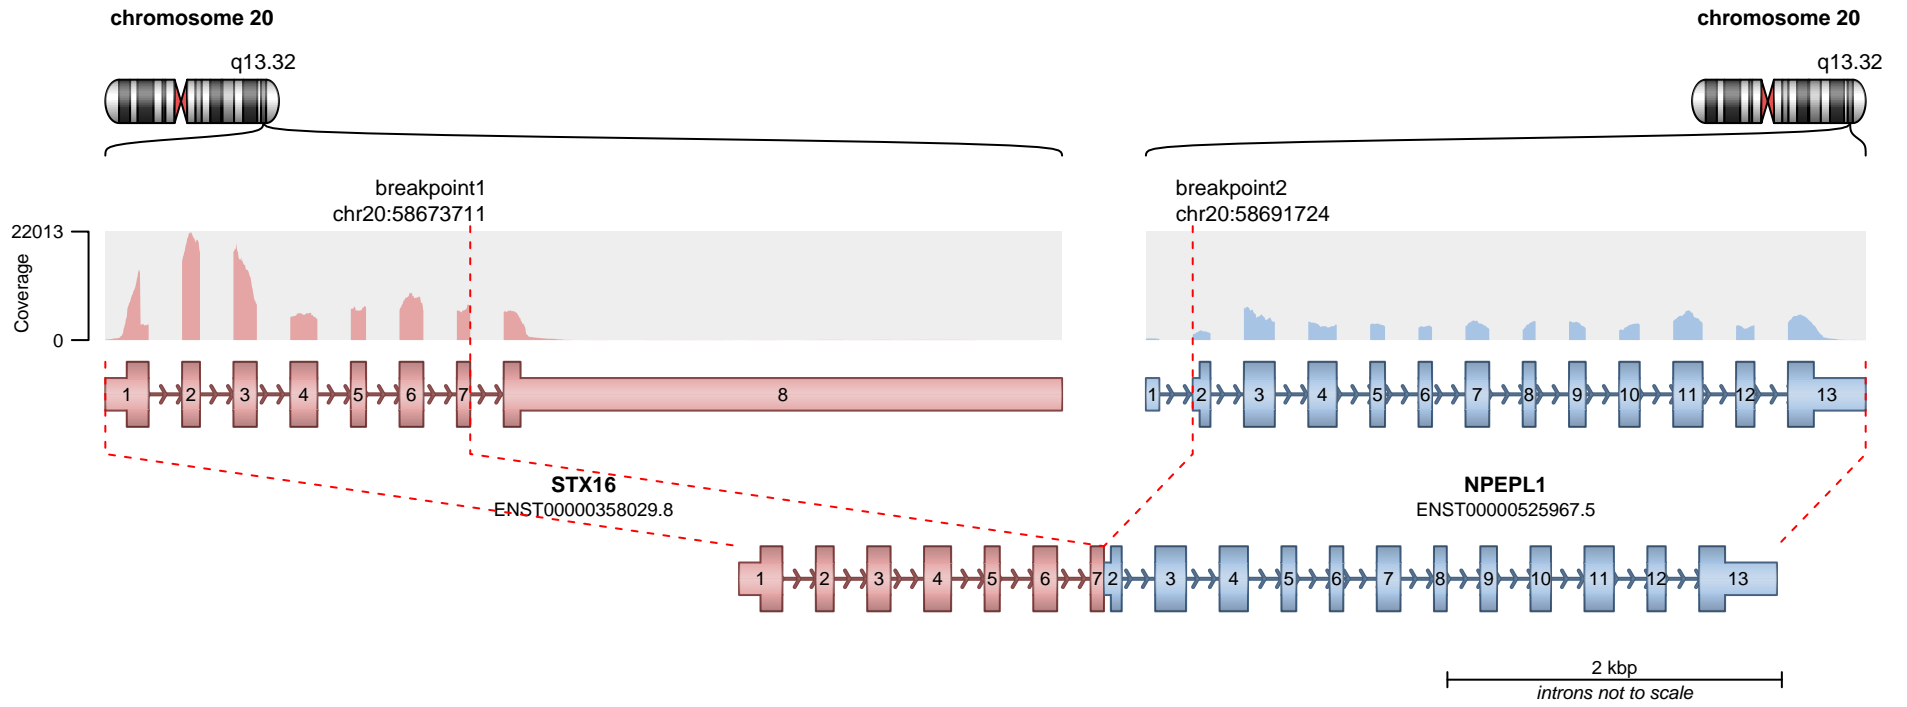 chromosome 20
chromosome 20
q13.32
q13.32
breakpoint1
chr20:58673711
breakpoint2
chr20:58691724
22013
Coverage
0
1 2 3 4 5 6 7 8
1 2 3 4 5 6 7 8 9 10 11 12 13
STX16
ENST00000358029.8
NPEPL1
ENST00000525967.5
1 2 3 4 5 6 7 2 3 4 5 6 7 8 9 10 11 12 13
2 kbp
introns not to scale